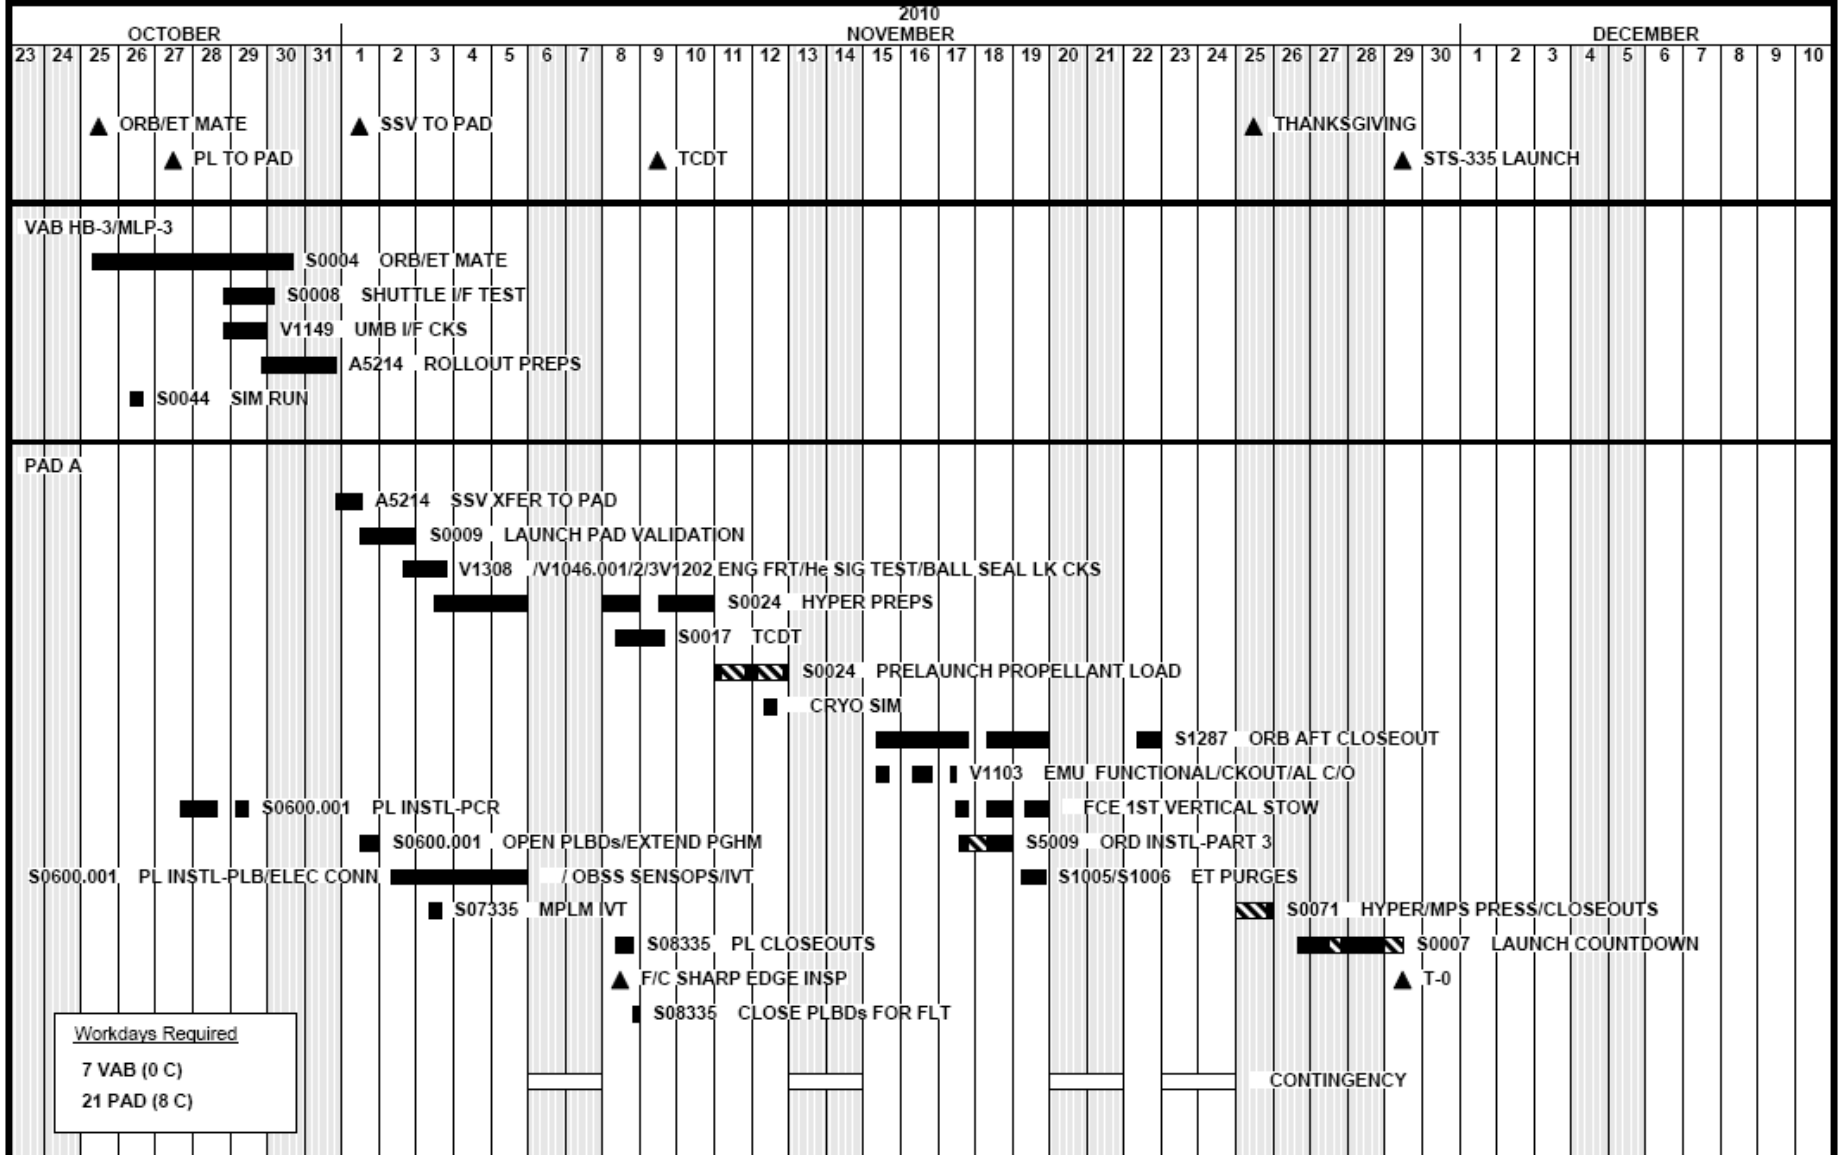 2010
OCTOBER NOVEMBER DECEMBER
23 24 25 26 27 28 29 30 31 1 2 3 4 5 6 7 8 9 10 11 12 13 14 15 16 17 18 19 20 21 22 23 24 25 26 27 28 29 30 1 2 3 4 5 6 7 8 9 10
ORB/ET MATE SSV TO PAD THANKSGIVING
PL TO PAD TCDT STS-335 LAUNCH
VAB HB-3/MLP-3
S0004 ORB/ET MATE
S0008 SHUTTLE I/F TEST
V1149 UMB I/F CKS
A5214 ROLLOUT PREPS
S0044 SIM RUN
PAD A
A5214 SSV XFER TO PAD
S0009 LAUNCH PAD VALIDATION
V1308 /V1046.001/2/3V1202 ENG FRT/He SIG TEST/BALL SEAL LK CKS
S0024 HYPER PREPS
S0017 TCDT
S0024 PRELAUNCH PROPELLANT LOAD
CRYO SIM
S1287 ORB AFT CLOSEOUT
V1103 EMU FUNCTIONAL/CKOUT/AL C/O
S0600.001 PL INSTL-PCR FCE 1ST VERTICAL STOW
S0600.001 OPEN PLBDs/EXTEND PGHM S5009 ORD INSTL-PART 3
S0600.001 PL INSTL-PLB/ELEC CONN / OBSS SENSOPS/IVT S1005/S1006 ET PURGES
S07335 MPLM IVT S0071 HYPER/MPS PRESS/CLOSEOUTS
S08335 PL CLOSEOUTS S0007 LAUNCH COUNTDOWN
F/C SHARP EDGE INSP T-0
S08335 CLOSE PLBDs FOR FLT
Workdays Required
7 VAB (0 C)
CONTINGENCY
21 PAD (8 C)